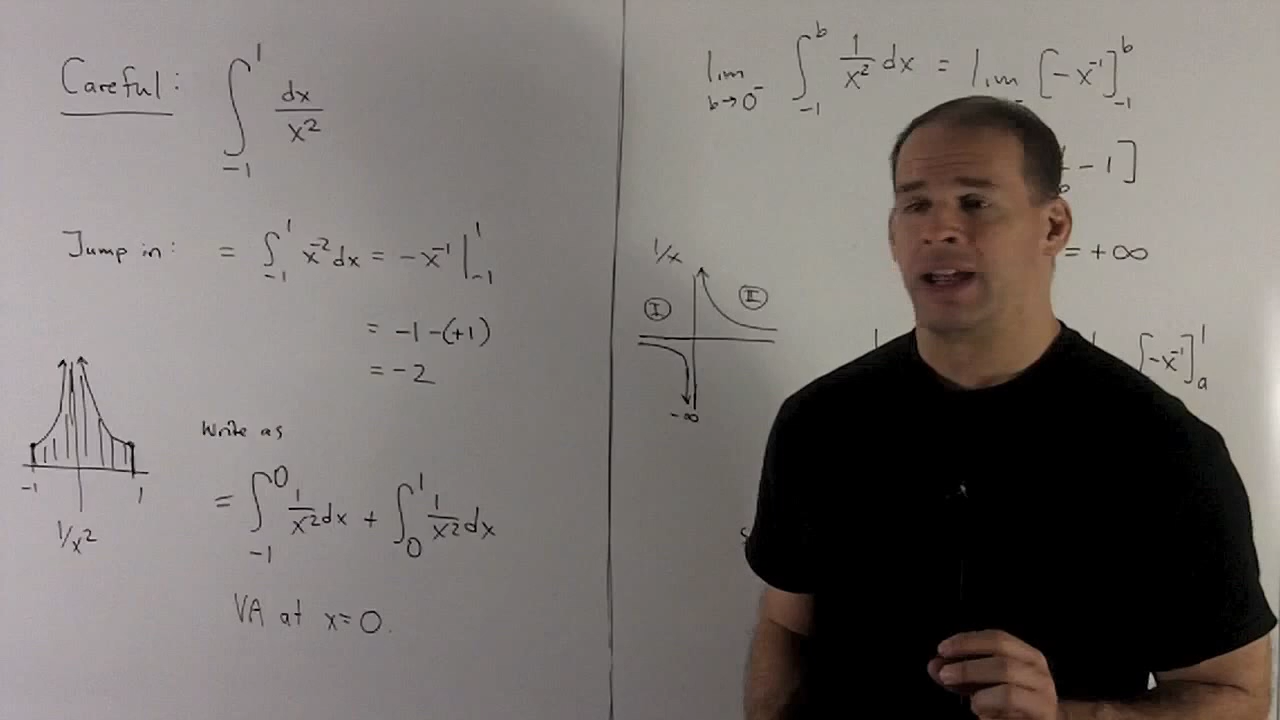 Careful: ∫_{-1}^{1} dx/x²
Jump in: = ∫_{-1}^{1} x⁻² dx = -x⁻¹ |_{-1}^{1}
= -1 - (+1)
= -2
-1 1
1/x²
Write as
= ∫_{-1}^{0} 1/x² dx + ∫_{0}^{1} 1/x² dx
VA at x=0.
lim_{b→0⁻} ∫_{-1}^{b} 1/x² dx = lim [-x⁻¹]_{-1}^{b}
- 1]
= +∞
1/x
I II
-∞
[-x⁻¹]_{a}^{1}